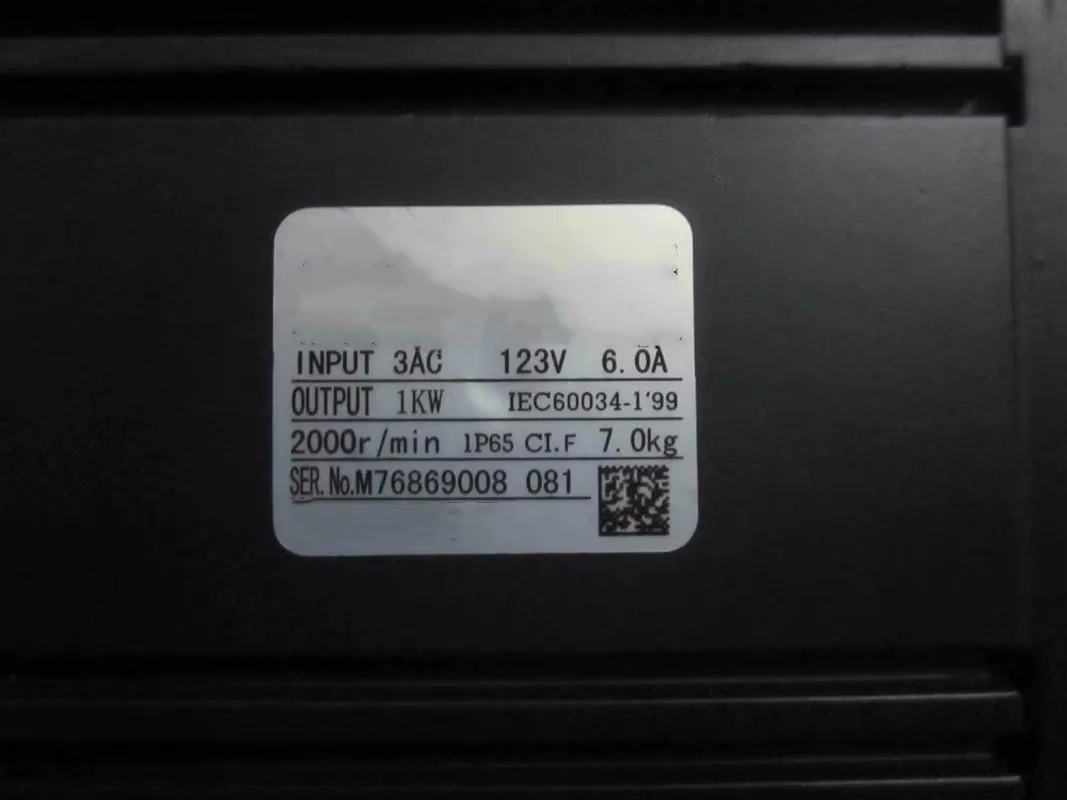 INPUT 3AC 123V 6.0A
OUTPUT 1KW IEC60034-1'99
2000r/min 1P65 CI.F 7.0kg
SER.No.M76869008 081